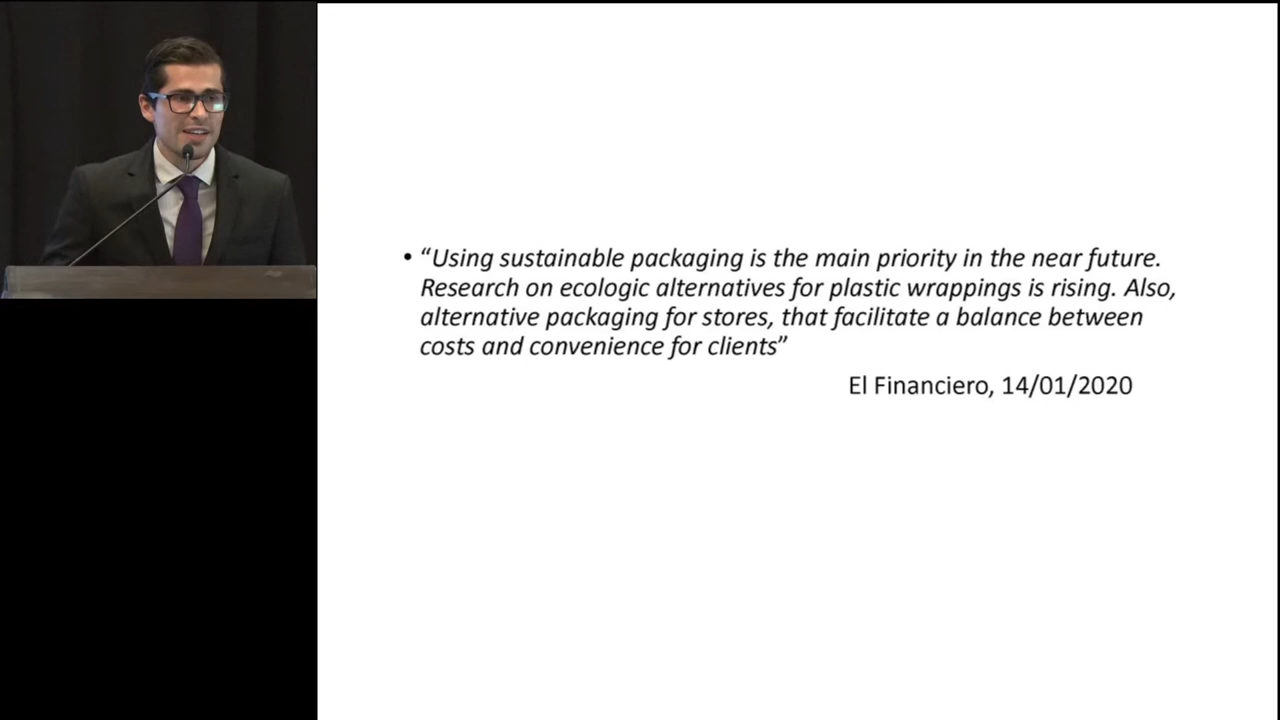 • “Using sustainable packaging is the main priority in the near future.
Research on ecologic alternatives for plastic wrappings is rising. Also,
alternative packaging for stores, that facilitate a balance between
costs and convenience for clients”
El Financiero, 14/01/2020